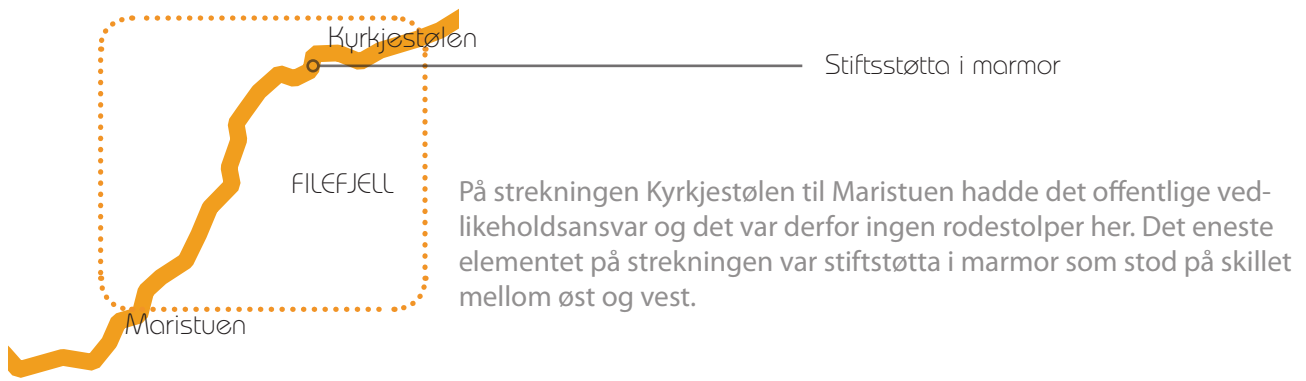 Kyrkjestølen
Stiftsstøtta i marmor
FILEFJELL
På strekningen Kyrkjestølen til Maristuen hadde det offentlige ved-
likeholdsansvar og det var derfor ingen rodestolper her. Det eneste
elementet på strekningen var stiftstøtta i marmor som stod på skillet
mellom øst og vest.
Maristuen